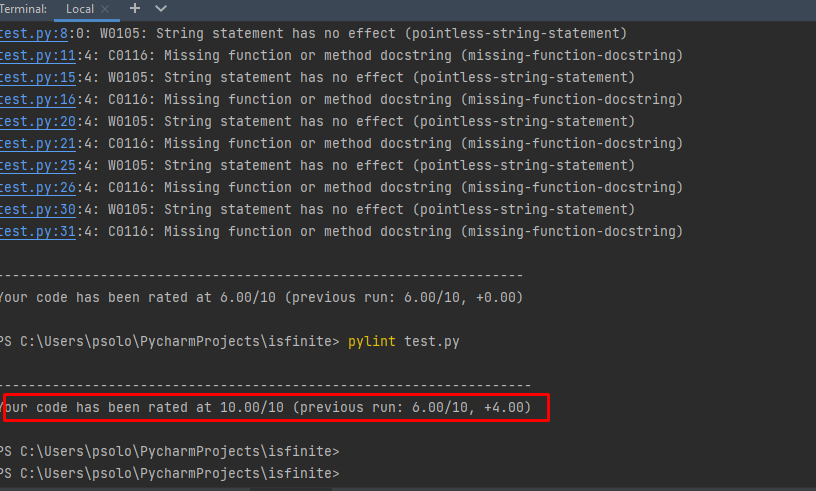 Terminal: Local × +
test.py:8:0: W0105: String statement has no effect (pointless-string-statement)
test.py:11:4: C0116: Missing function or method docstring (missing-function-docstring)
test.py:15:4: W0105: String statement has no effect (pointless-string-statement)
test.py:16:4: C0116: Missing function or method docstring (missing-function-docstring)
test.py:20:4: W0105: String statement has no effect (pointless-string-statement)
test.py:21:4: C0116: Missing function or method docstring (missing-function-docstring)
test.py:25:4: W0105: String statement has no effect (pointless-string-statement)
test.py:26:4: C0116: Missing function or method docstring (missing-function-docstring)
test.py:30:4: W0105: String statement has no effect (pointless-string-statement)
test.py:31:4: C0116: Missing function or method docstring (missing-function-docstring)
------------------------------------------------------------------
Your code has been rated at 6.00/10 (previous run: 6.00/10, +0.00)
PS C:\Users\psolo\PycharmProjects\isfinite> pylint test.py
-------------------------------------------------------------------
Your code has been rated at 10.00/10 (previous run: 6.00/10, +4.00)
PS C:\Users\psolo\PycharmProjects\isfinite>
PS C:\Users\psolo\PycharmProjects\isfinite>